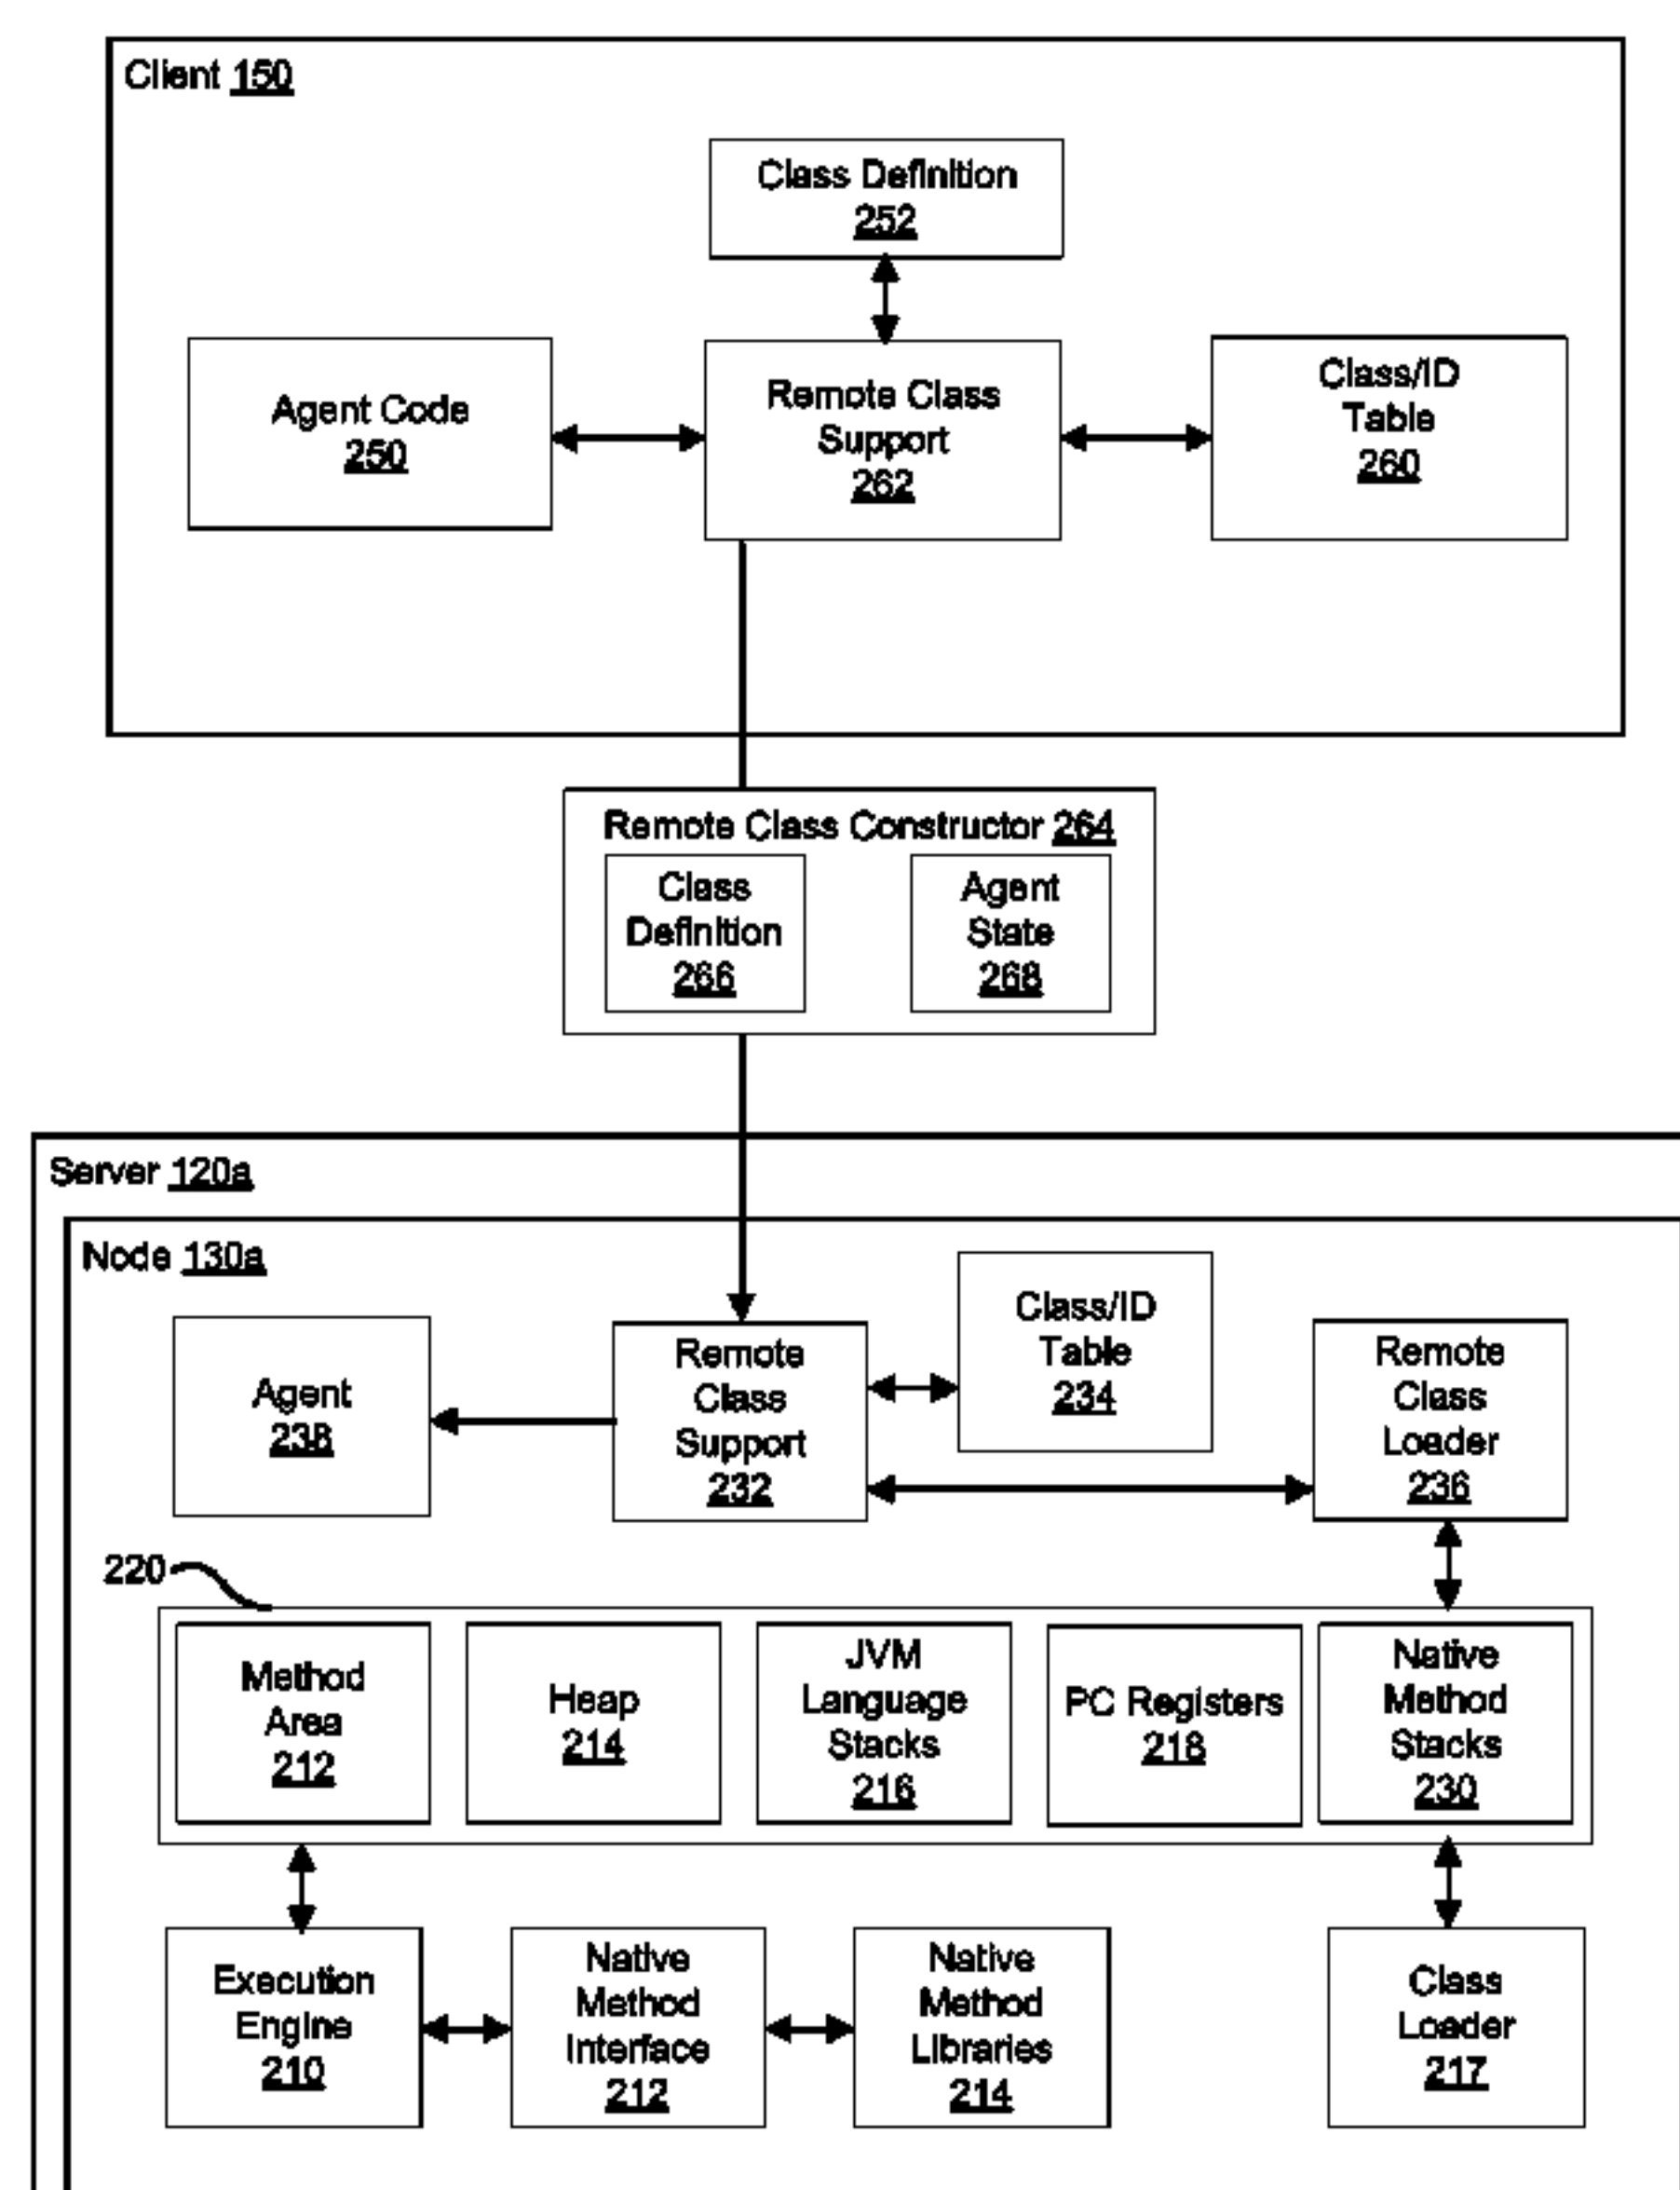 Client 150
Class Definition
252
Agent Code
250
Remote Class
Support
262
Class/ID
Table
260
Remote Class Constructor 264
Class
Definition
266
Agent
State
268
Server 120a
Node 130a
Agent
238
Remote
Class
Support
232
Class/ID
Table
234
Remote
Class
Loader
236
220
Method
Area
212
Heap
214
JVM
Language
Stacks
216
PC Registers
218
Native
Method
Stacks
230
Execution
Engine
210
Native
Method
Interface
212
Native
Method
Libraries
214
Class
Loader
217